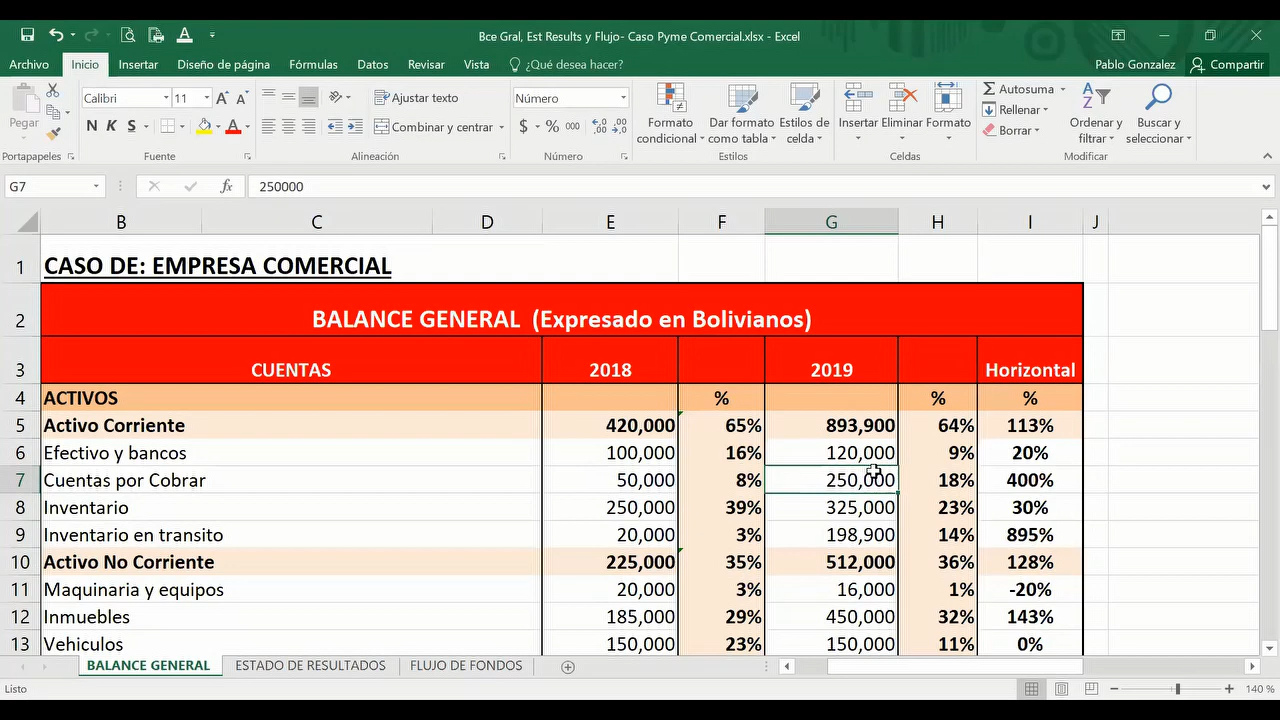 Bce Gral, Est Results y Flujo- Caso Pyme Comercial.xlsx - Excel
Archivo Inicio Insertar Diseño de página Fórmulas Datos Revisar Vista ¿Qué desea hacer? Pablo Gonzalez Compartir
Pegar
Calibri 11
N K S
Ajustar texto
Combinar y centrar
Número
$ % 000
Formato condicional
Dar formato como tabla
Estilos de celda
Insertar Eliminar Formato
Autosuma
Rellenar
Borrar
Ordenar y filtrar
Buscar y seleccionar
Portapapeles Fuente Alineación Número Estilos Celdas Modificar
G7 fx 250000
B C D E F G H I J
1 CASO DE: EMPRESA COMERCIAL
2 BALANCE GENERAL (Expresado en Bolivianos)
3 CUENTAS 2018 2019 Horizontal
4 ACTIVOS % % %
5 Activo Corriente 420,000 65% 893,900 64% 113%
6 Efectivo y bancos 100,000 16% 120,000 9% 20%
7 Cuentas por Cobrar 50,000 8% 250,000 18% 400%
8 Inventario 250,000 39% 325,000 23% 30%
9 Inventario en transito 20,000 3% 198,900 14% 895%
10 Activo No Corriente 225,000 35% 512,000 36% 128%
11 Maquinaria y equipos 20,000 3% 16,000 1% -20%
12 Inmuebles 185,000 29% 450,000 32% 143%
13 Vehiculos 150,000 23% 150,000 11% 0%
BALANCE GENERAL ESTADO DE RESULTADOS FLUJO DE FONDOS
Listo 140 %